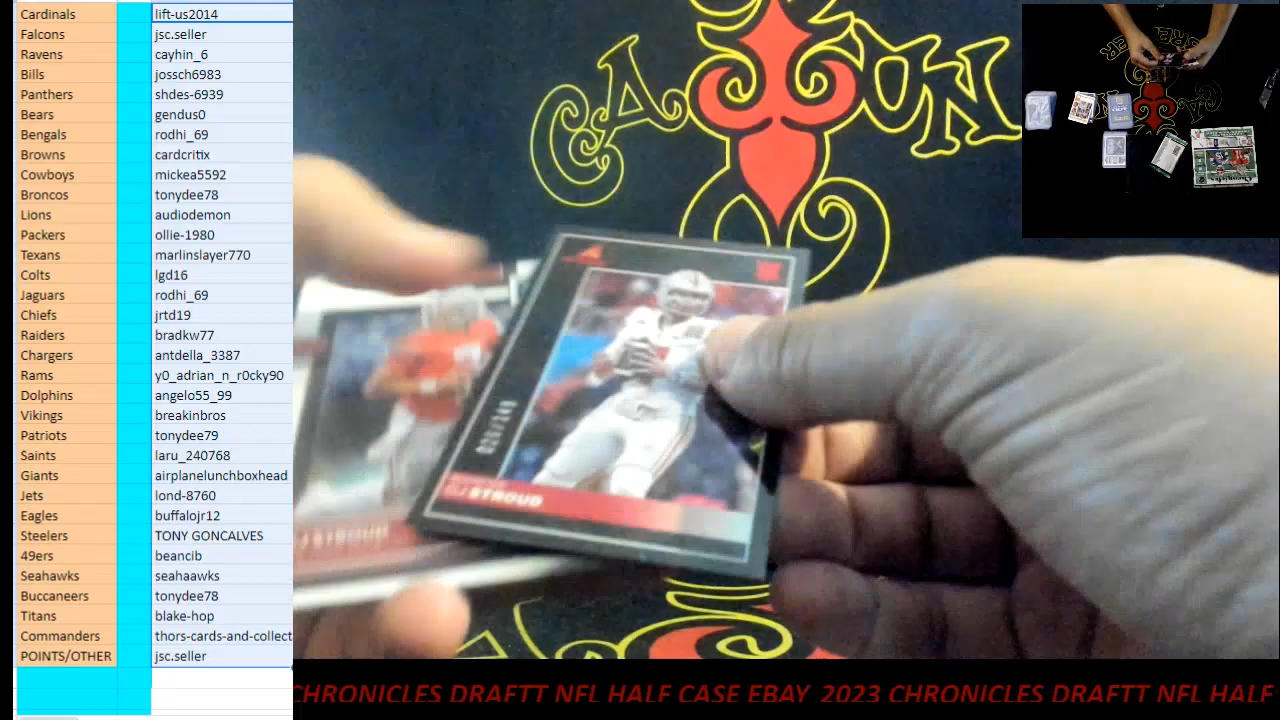 Cardinals lift-us2014
Falcons jsc.seller
Ravens cayhin_6
Bills jossch6983
Panthers shdes-6939
Bears gendus0
Bengals rodhi_69
Browns cardcritix
Cowboys mickea5592
Broncos tonydee78
Lions audiodemon
Packers ollie-1980
Texans marlinslayer770
Colts lgd16
Jaguars rodhi_69
Chiefs jrtd19
Raiders bradkw77
Chargers antdella_3387
Rams y0_adrian_n_r0cky90
Dolphins angelo55_99
Vikings breakinbros
Patriots tonydee79
Saints laru_240768
Giants airplanelunchboxhead
Jets lond-8760
Eagles buffalojr12
Steelers TONY GONCALVES
49ers beancib
Seahawks seahaawks
Buccaneers tonydee78
Titans blake-hop
Commanders thors-cards-and-collect
POINTS/OTHER jsc.seller
CJ STROUD
STROUD
CHRONICLES DRAFTT NFL HALF CASE EBAY 2023 CHRONICLES DRAFTT NFL HALF